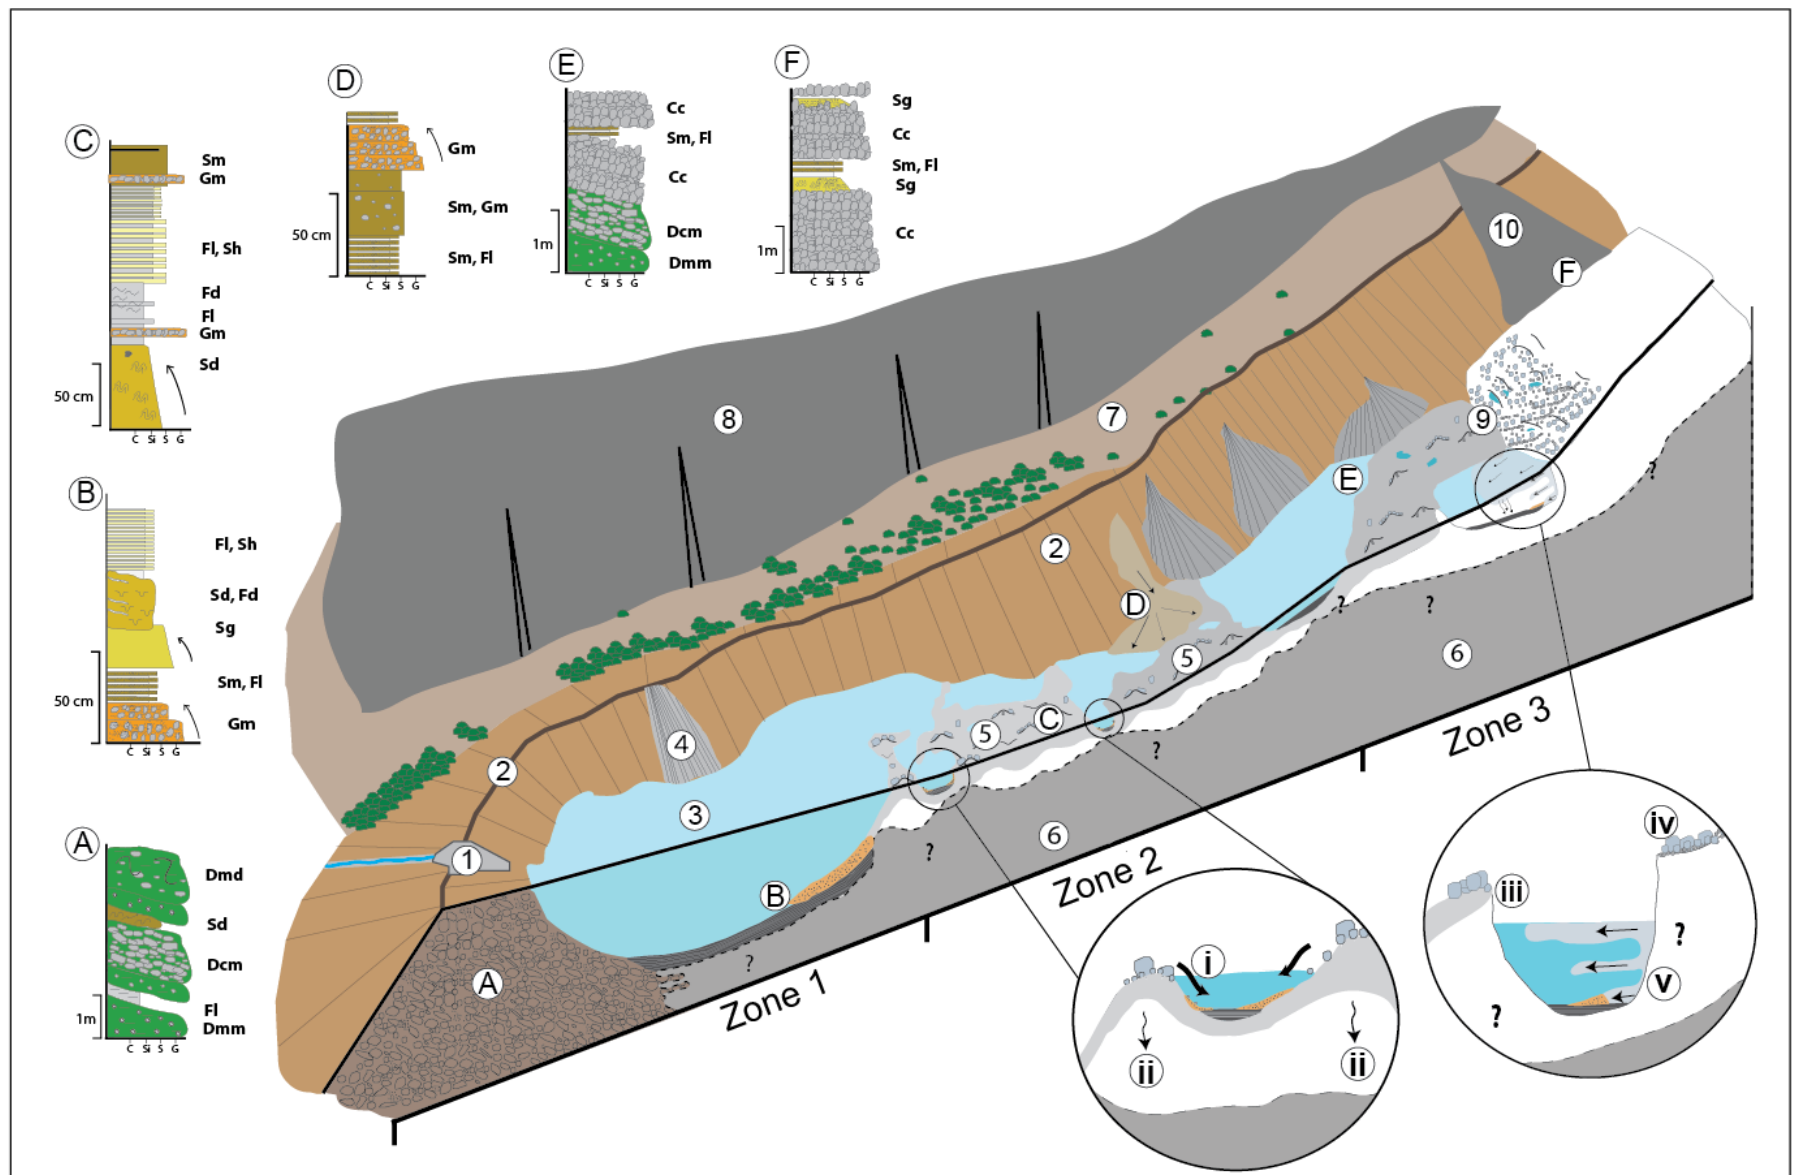 D
Gm
Sm, Gm
Sm, Fl
50 cm
C Si S G
E
Cc
Sm, Fl
Cc
Dcm
Dmm
1m
C Si S G
F
Sg
Cc
Sm, Fl
Sg
Cc
1m
C Si S G
C
Sm
Gm
Fl, Sh
Fd
Fl
Gm
Sd
50 cm
C Si S G
B
Fl, Sh
Sd, Fd
Sg
Sm, Fl
Gm
50 cm
C Si S G
A
Dmd
Sd
Dcm
Fl
Dmm
1m
C Si S G
10
F
8
7
9
E
?
2
D
?
?
5
6
C
5
4
2
3
?
1
?
6
B
?
A
Zone 1
Zone 2
Zone 3
i
ii
ii
iv
iii
?
v
?